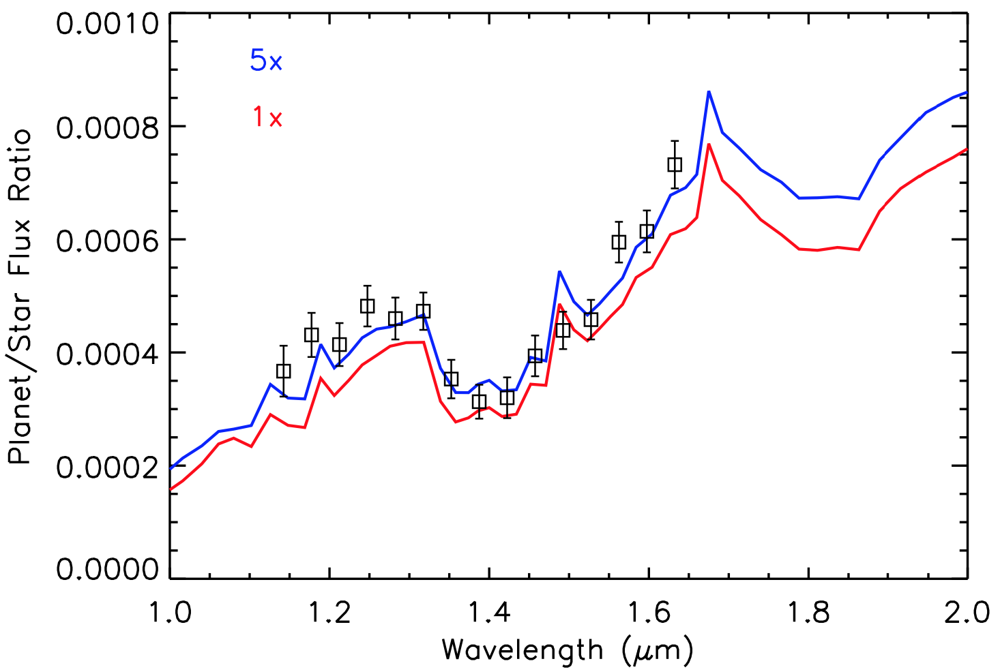 0.0010
0.0008
0.0006
0.0004
0.0002
0.0000
Planet/Star Flux Ratio
5x
1x
1.0 1.2 1.4 1.6 1.8 2.0
Wavelength (μm)